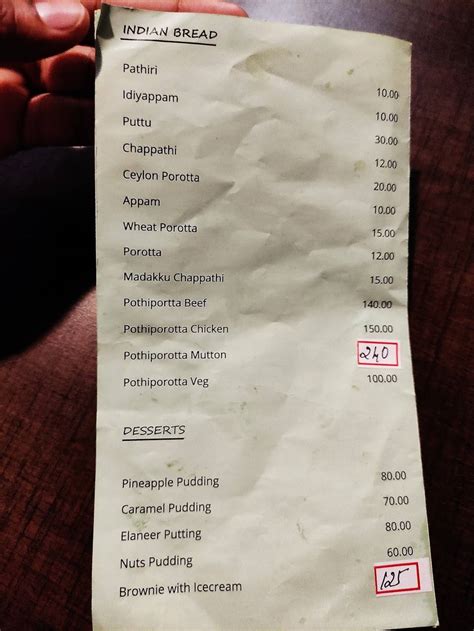 INDIAN BREAD
Pathiri 10.00
Idiyappam 10.00
Puttu 30.00
Chappathi 12.00
Ceylon Porotta 20.00
Appam 10.00
Wheat Porotta 15.00
Porotta 12.00
Madakku Chappathi 15.00
Pothiportta Beef 140.00
Pothiporotta Chicken 150.00
Pothiporotta Mutton 240
Pothiporotta Veg 100.00
DESSERTS
Pineapple Pudding 80.00
Caramel Pudding 70.00
Elaneer Putting 80.00
Nuts Pudding 60.00
Brownie with Icecream 125